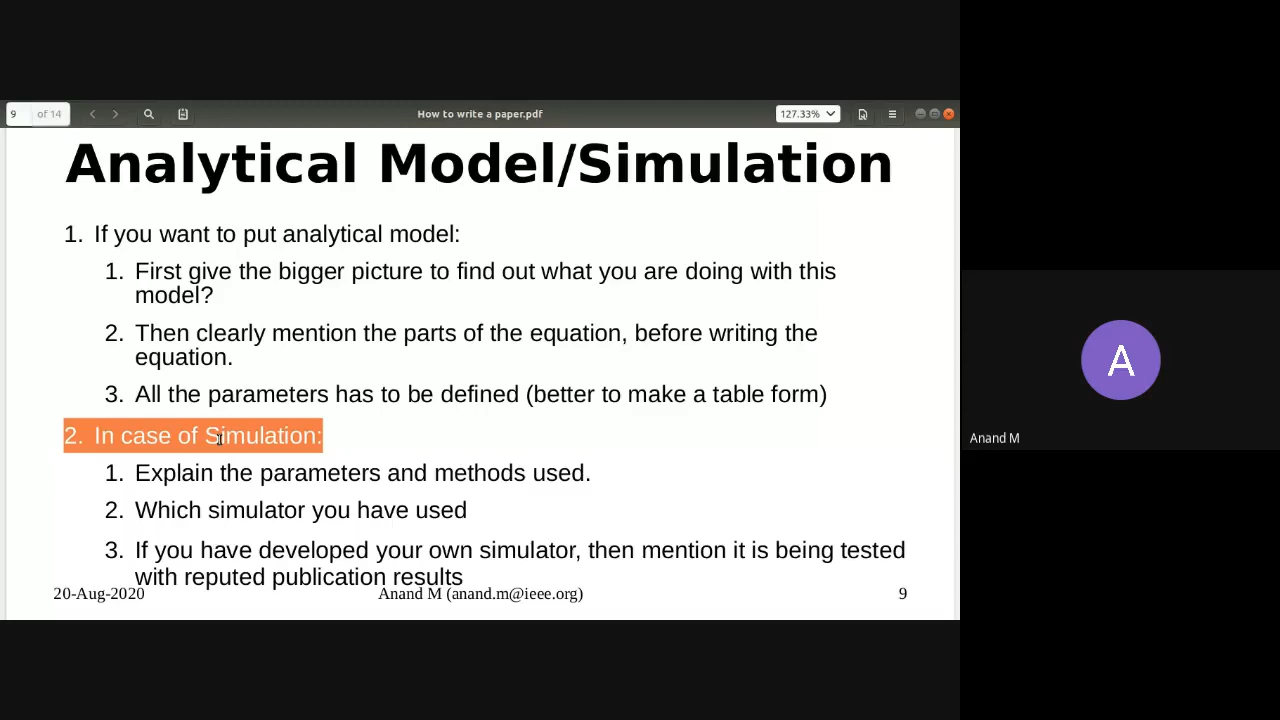 9 of 14
How to write a paper.pdf
127.33%
Analytical Model/Simulation
1. If you want to put analytical model:
1. First give the bigger picture to find out what you are doing with this
model?
2. Then clearly mention the parts of the equation, before writing the
equation.
3. All the parameters has to be defined (better to make a table form)
2. In case of Simulation:
1. Explain the parameters and methods used.
2. Which simulator you have used
3. If you have developed your own simulator, then mention it is being tested
with reputed publication results
20-Aug-2020
Anand M (anand.m@ieee.org)
9
A
Anand M